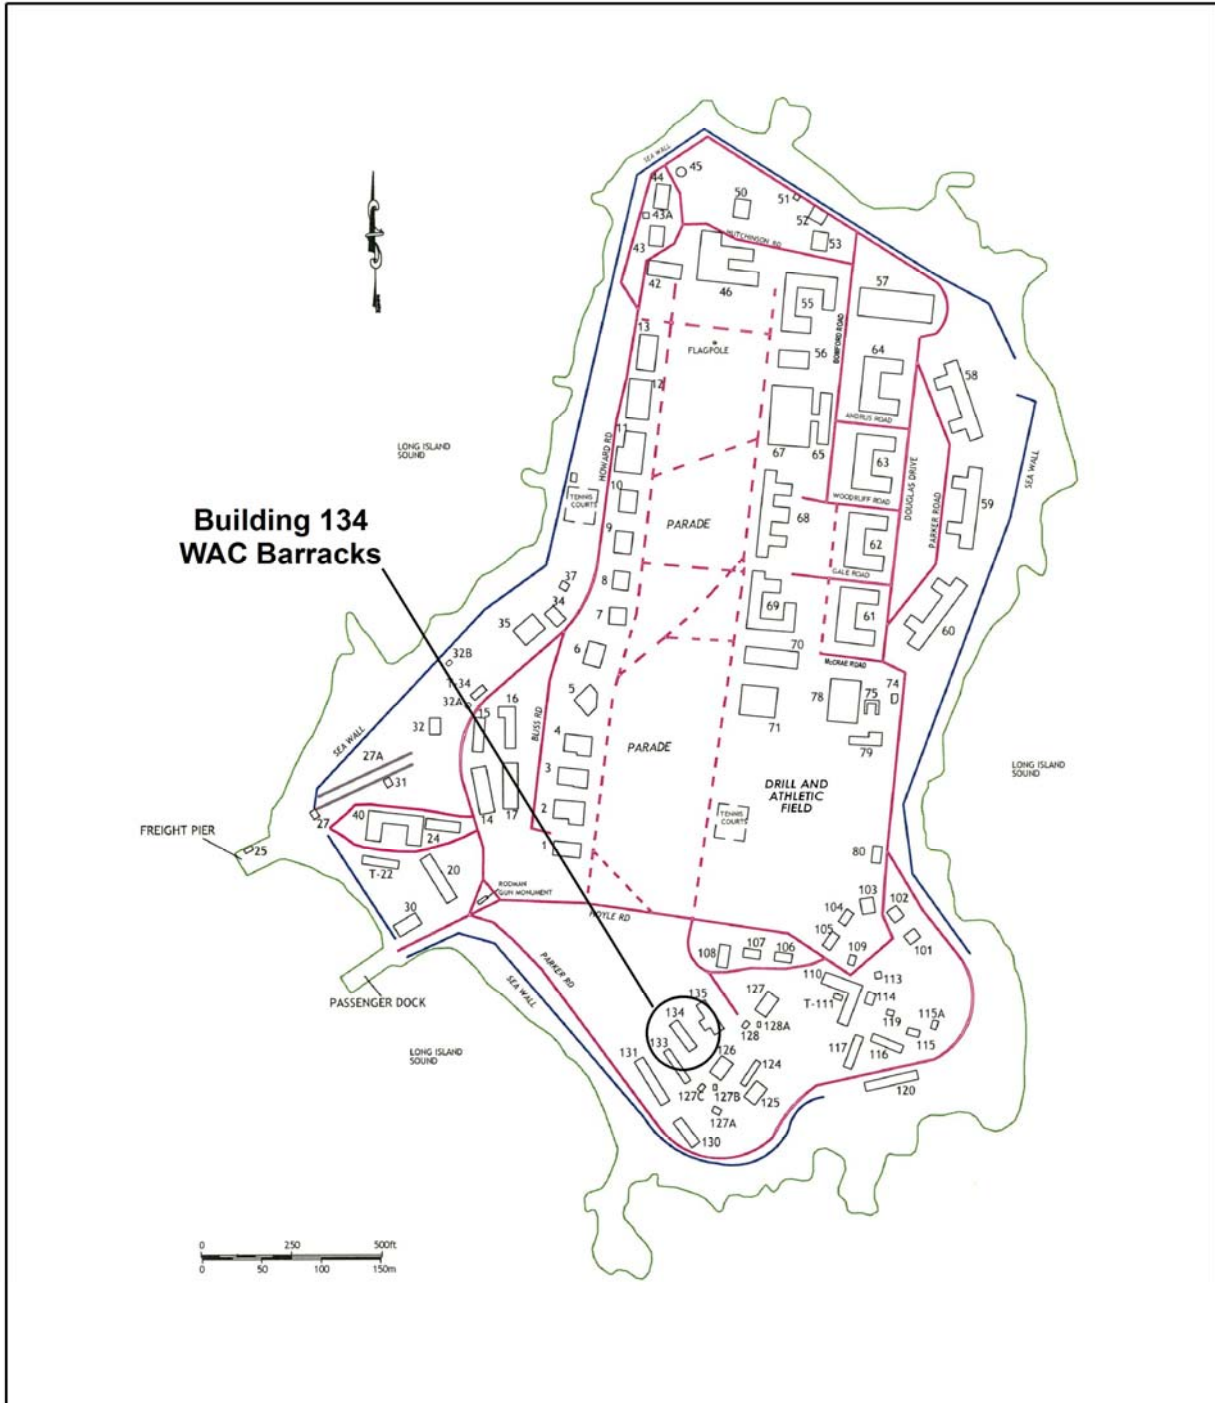 SEA WALL
45
44
50
51
43A
52
43
HUTCHINSON RD
53
42
46
57
55
13
BOMFORD ROAD
FLAGPOLE
56
64
58
12
ANDRUS ROAD
11
LONG ISLAND
SOUND
HOWARD RD
67
65
63
DOUGLAS DRIVE
SEA WALL
10
TENNIS
COURTS
WOODRUFF ROAD
PARKER ROAD
59
Building 134
WAC Barracks
PARADE
68
9
62
37
8
GALE ROAD
34
35
7
69
61
60
6
70
32B
McCRAE ROAD
T-34
5
74
32A
16
15
78
75
32
BLISS RD
71
4
SEA WALL
PARADE
79
27A
3
LONG ISLAND
SOUND
31
DRILL AND
ATHLETIC
FIELD
2
14
17
27
40
24
TENNIS
COURTS
FREIGHT PIER
25
1
80
T-22
20
RODMAN
GUN MONUMENT
103
102
30
HOYLE RD
104
105
101
PARKER RD
108
107
106
109
SEA WALL
110
113
PASSENGER DOCK
135
127
T-111
114
134
119
115A
128
128A
LONG ISLAND
SOUND
133
126
115
131
124
117
116
127C
127B
125
120
127A
130
0 250 500ft
0 50 100 150m